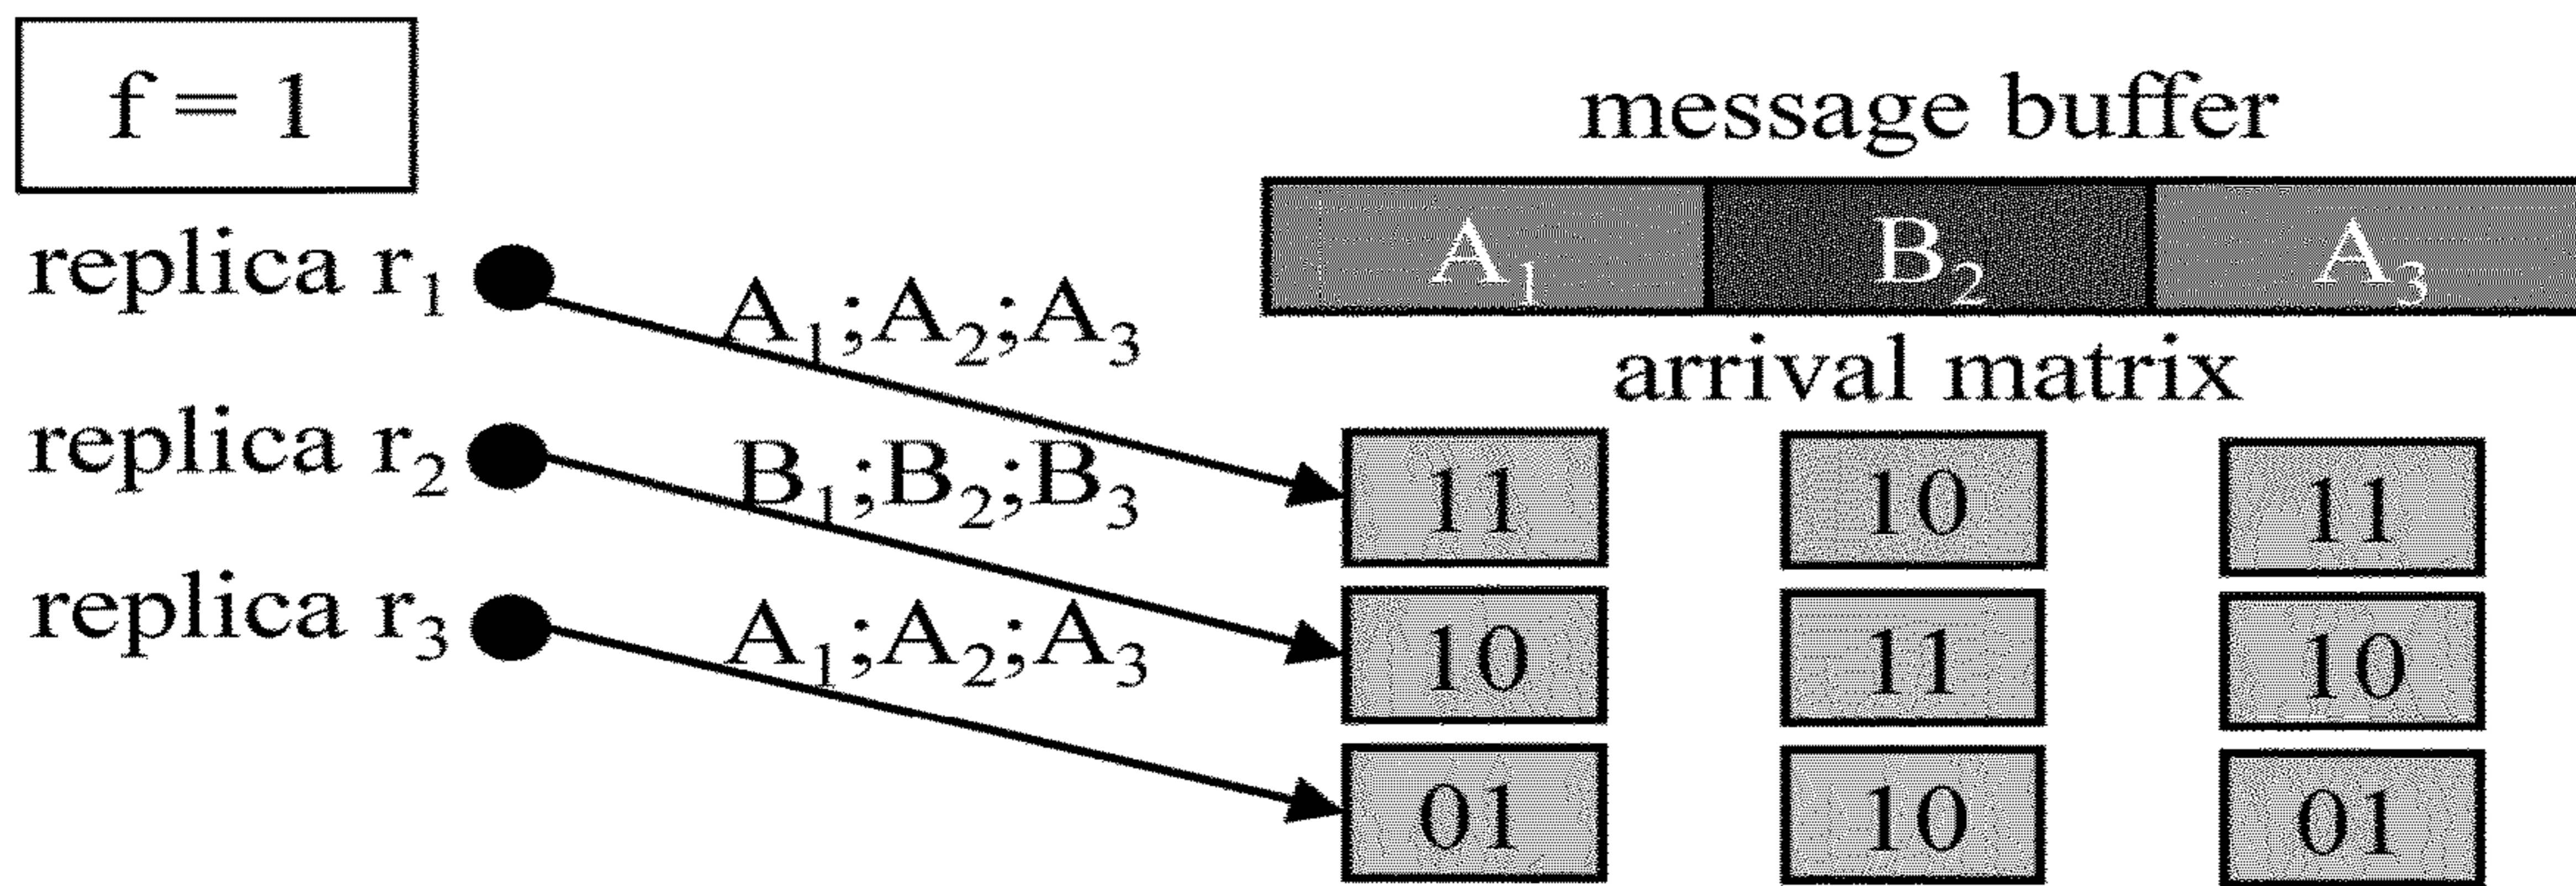 f = 1
message buffer
A₁ B₂ A₃
replica r₁
A₁;A₂;A₃
arrival matrix
replica r₂
B₁;B₂;B₃
11 10 11
replica r₃
A₁;A₂;A₃
10 11 10
01 10 01